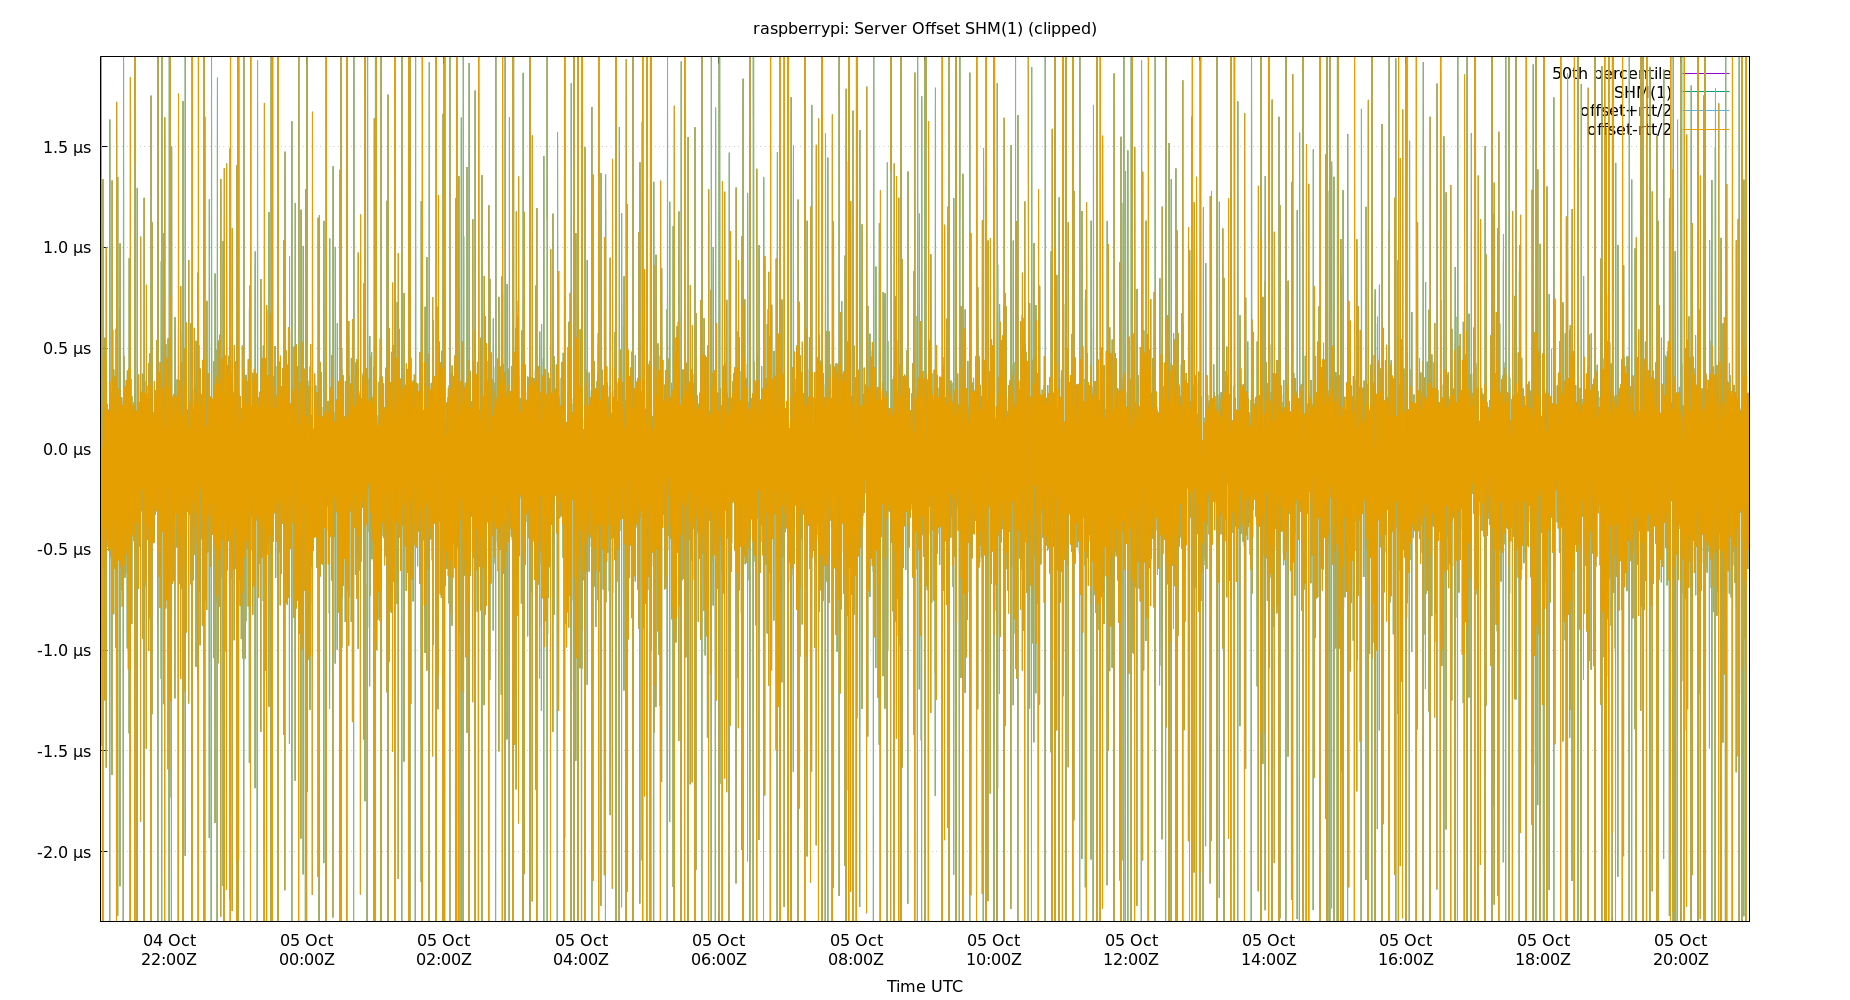 raspberrypi: Server Offset SHM(1) (clipped)
50th percentile
SHM(1)
offset+rtt/2
offset-rtt/2
1.5 µs
1.0 µs
0.5 µs
0.0 µs
-0.5 µs
-1.0 µs
-1.5 µs
-2.0 µs
04 Oct 05 Oct 05 Oct 05 Oct 05 Oct 05 Oct 05 Oct 05 Oct 05 Oct 05 Oct 05 Oct 05 Oct
22:00Z 00:00Z 02:00Z 04:00Z 06:00Z 08:00Z 10:00Z 12:00Z 14:00Z 16:00Z 18:00Z 20:00Z
Time UTC